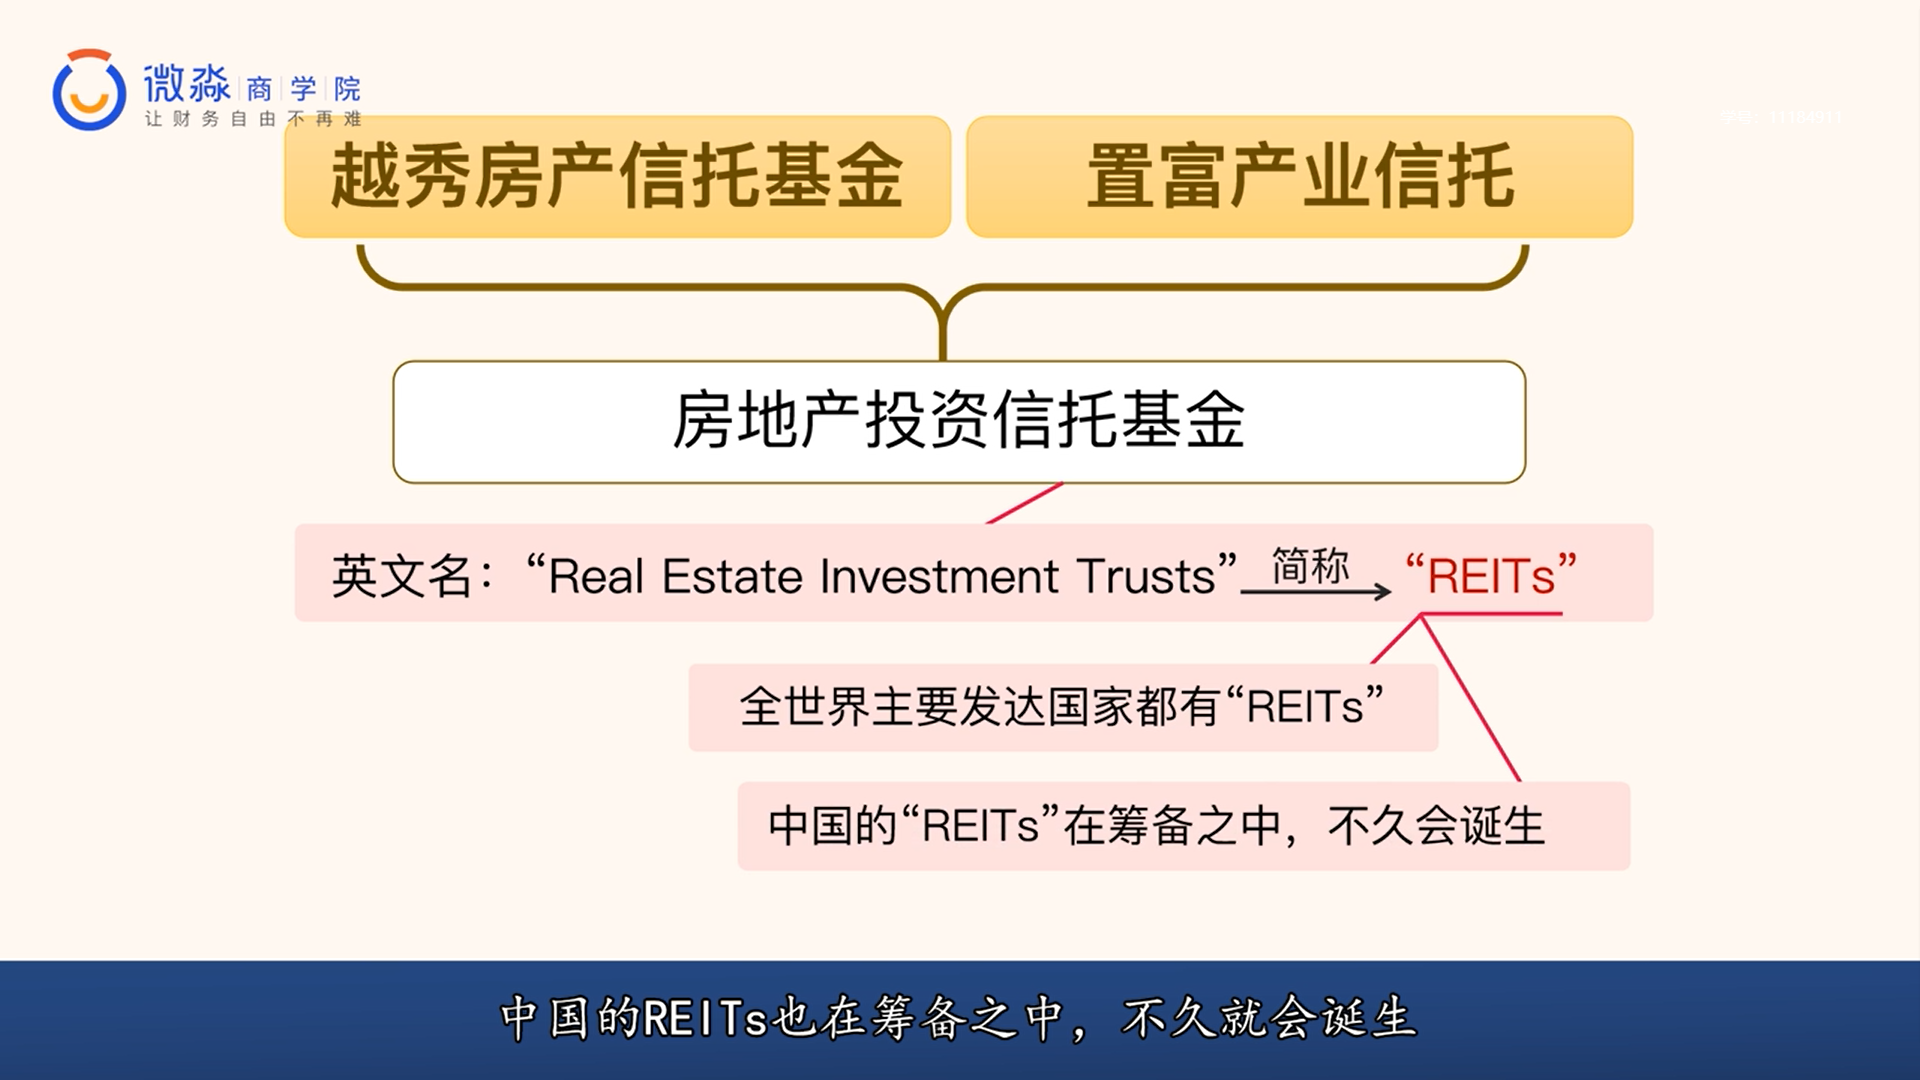 微淼 商 学 院
让财务自由不再难
越秀房产信托基金
置富产业信托
房地产投资信托基金
英文名：“Real Estate Investment Trusts” 简称 “REITs”
全世界主要发达国家都有“REITs”
中国的“REITs”在筹备之中，不久会诞生
中国的REITs也在筹备之中，不久就会诞生